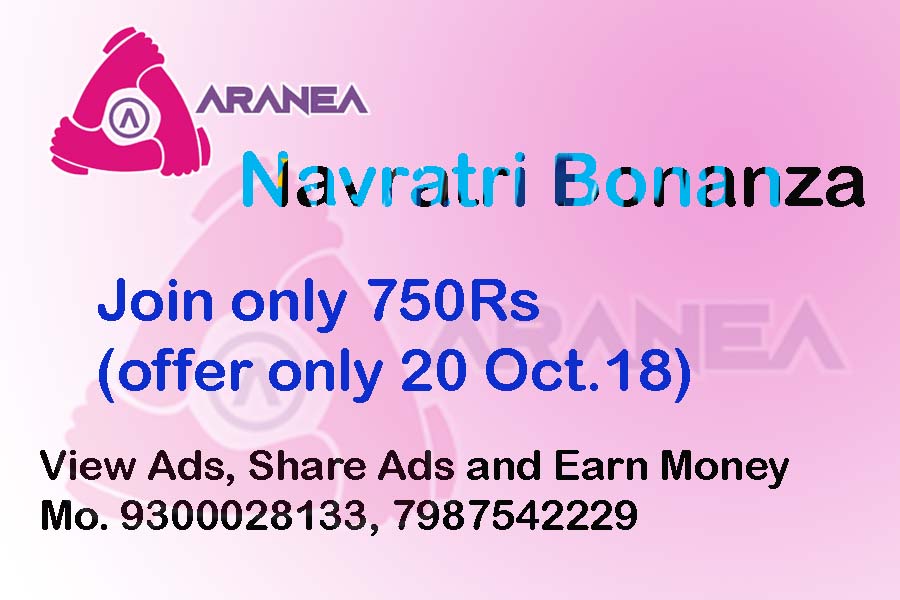 ARANEA
Navratri Bonanza
ARANEA
Join only 750Rs
(offer only 20 Oct.18)
View Ads, Share Ads and Earn Money
Mo. 9300028133, 7987542229